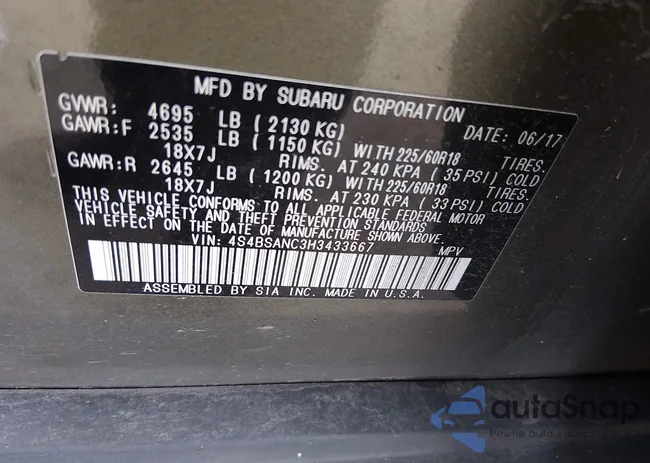 MFD BY SUBARU CORPORATION
GVWR: 4695 LB (2130 KG) DATE: 06/17
GAWR:F 2535 LB (1150 KG) WITH 225/60R18 TIRES.
18X7J RIMS. AT 240 KPA (35 PSI) COLD
GAWR:R 2645 LB (1200 KG) WITH 225/60R18 TIRES.
18X7J RIMS. AT 230 KPA (33 PSI) COLD
THIS VEHICLE CONFORMS TO ALL APPLICABLE FEDERAL MOTOR
VEHICLE SAFETY AND THEFT PREVENTION STANDARDS
IN EFFECT ON THE DATE OF MANUFACTURE SHOWN ABOVE.
VIN: 4S4BSANC3H3433667 MPV
ASSEMBLED BY SIA INC. MADE IN U.S.A.
autoSnap